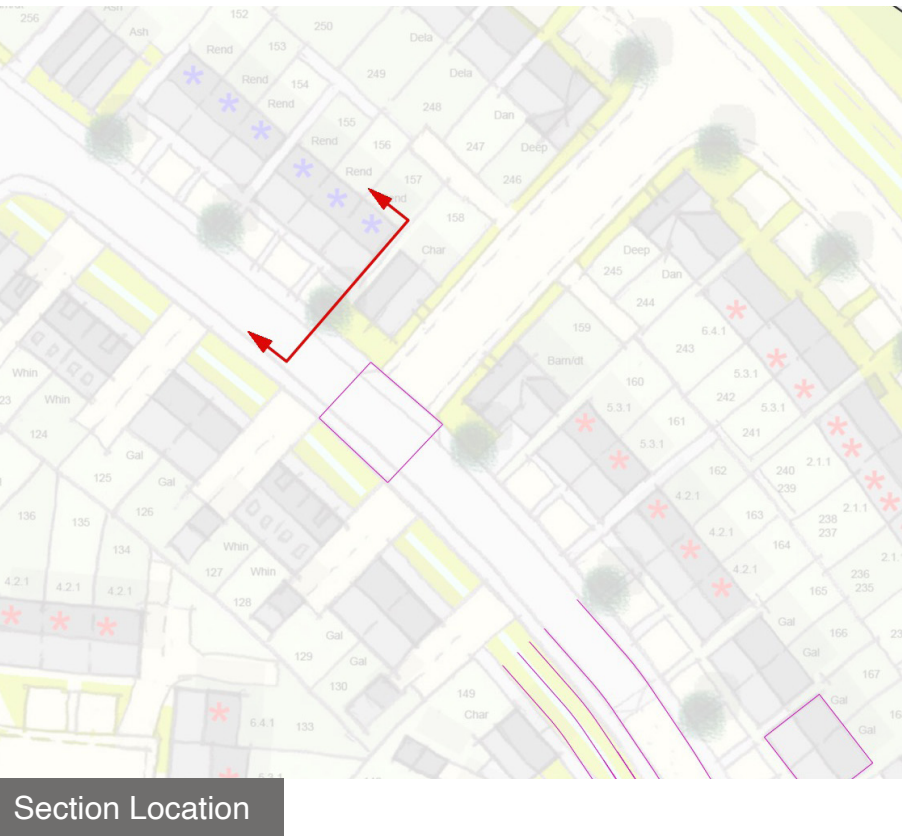 256
Ash
Ash
152
250
Rend
153
Dela
Rend
154
249
Dela
Rend
248
Dan
155
Rend
156
247
Deep
Rend
157
246
158
Char
Deep
245
Dan
244
6.4.1
243
159
Bam/dt
5.3.1
160
242
5.3.1
5.3.1
161
241
5.3.1
Whin
Whin
124
Gal
125
Gal
126
136
135
134
162
240
239
2.1.1
4.2.1
163
238
237
2.1.1
4.2.1
164
4.2.1
236
235
165
Whin
127
Whin
128
4.2.1
4.2.1
4.2.1
Gal
166
Gal
167
Gal
129
Gal
130
149
Char
Gal
Gal
6.4.1
133
Section Location